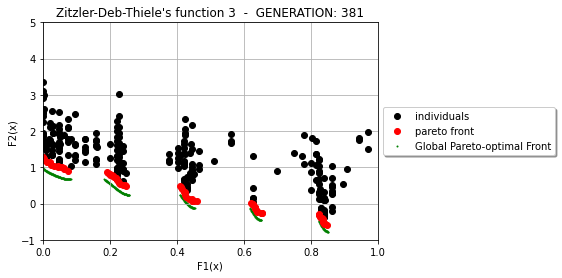 Zitzler-Deb-Thiele's function 3 - GENERATION: 381
5
4
3
2
1
0
−1
F2(x)
0.0 0.2 0.4 0.6 0.8 1.0
F1(x)
individuals
pareto front
Global Pareto-optimal Front